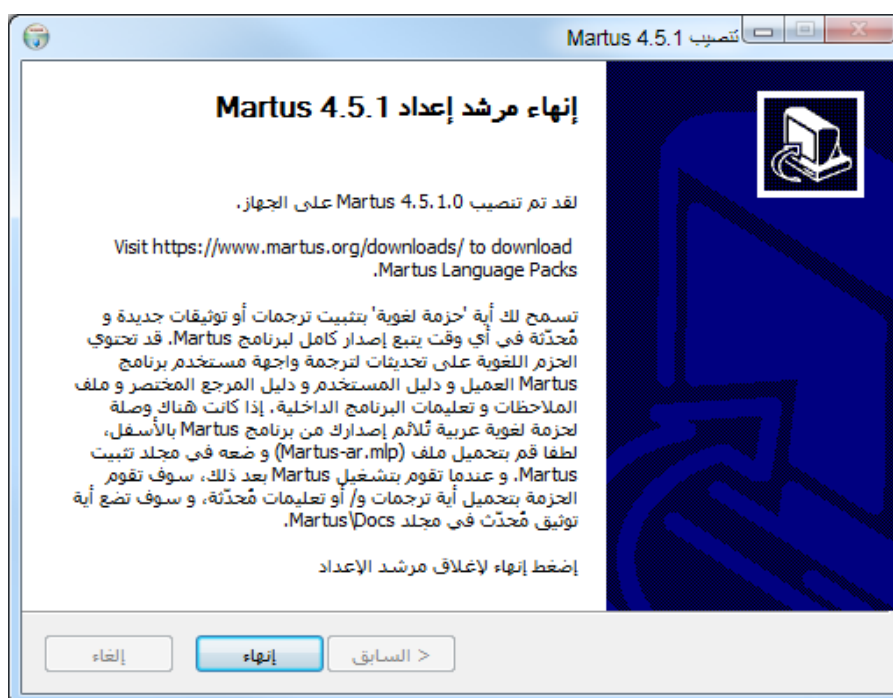 تنصيب Martus 4.5.1
إنهاء مرشد إعداد Martus 4.5.1
لقد تم تنصيب Martus 4.5.1.0 على الجهاز.
Visit https://www.martus.org/downloads/ to download
Martus Language Packs.
تسمح لك أية 'حزمة لغوية' بتثبيت ترجمات أو توثيقات جديدة و
مُحدّثة في أي وقت يتبع إصدار كامل لبرنامج Martus. قد تحتوي
الحزم اللغوية على تحديثات لترجمة واجهة مستخدم برنامج
Martus العميل و دليل المستخدم و دليل المرجع المختصر و ملف
الملاحظات و تعليمات البرنامج الداخلية. إذا كانت هناك وصلة
لحزمة لغوية عربية تُلائم إصدارك من برنامج Martus بالأسفل،
لطفا قم بتحميل ملف (Martus-ar.mlp) و ضعه في مجلد تثبيت
Martus. و عندما تقوم بتشغيل Martus بعد ذلك، سوف تقوم
الحزمة بتحميل أية ترجمات و/ أو تعليمات مُحدّثة، و سوف تضع أية
توثيق مُحدّث في مجلد Martus\Docs.
إضغط إنهاء لإغلاق مرشد الإعداد
< السابق
إنهاء
إلغاء